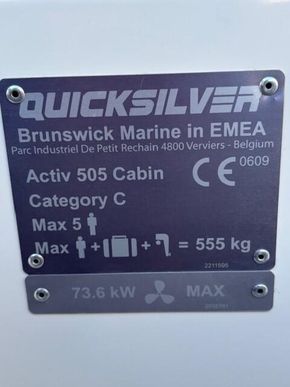 QUICKSILVER
Brunswick Marine in EMEA
Parc Industriel De Petit Rechain 4800 Verviers - Belgium
Activ 505 Cabin CE 0609
Category C
Max 5
Max + + = 555 kg
73.6 kW MAX